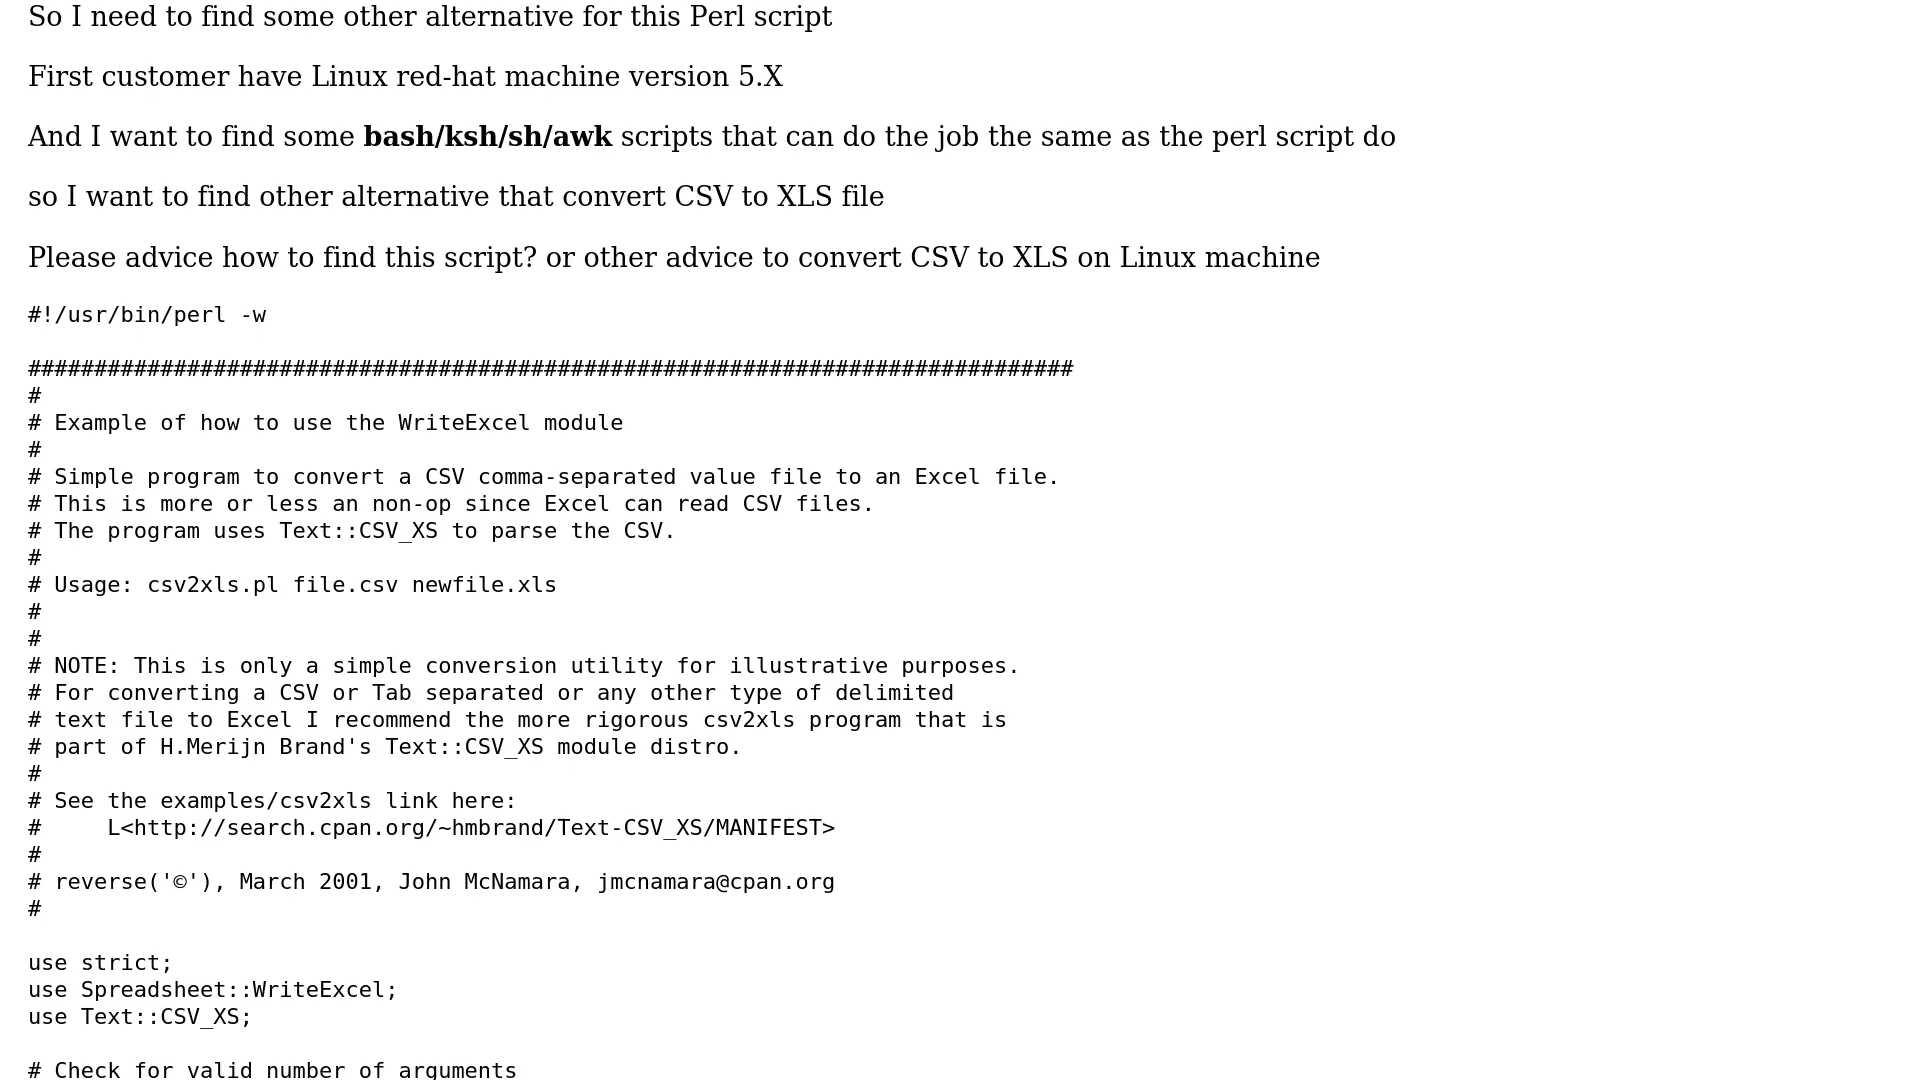 So I need to find some other alternative for this Perl script
First customer have Linux red-hat machine version 5.X
And I want to find some bash/ksh/sh/awk scripts that can do the job the same as the perl script do
so I want to find other alternative that convert CSV to XLS file
Please advice how to find this script? or other advice to convert CSV to XLS on Linux machine
#!/usr/bin/perl -w
###############################################################################
#
# Example of how to use the WriteExcel module
#
# Simple program to convert a CSV comma-separated value file to an Excel file.
# This is more or less an non-op since Excel can read CSV files.
# The program uses Text::CSV_XS to parse the CSV.
#
# Usage: csv2xls.pl file.csv newfile.xls
#
#
# NOTE: This is only a simple conversion utility for illustrative purposes.
# For converting a CSV or Tab separated or any other type of delimited
# text file to Excel I recommend the more rigorous csv2xls program that is
# part of H.Merijn Brand's Text::CSV_XS module distro.
#
# See the examples/csv2xls link here:
#     L<http://search.cpan.org/~hmbrand/Text-CSV_XS/MANIFEST>
#
# reverse('©'), March 2001, John McNamara, jmcnamara@cpan.org
#
use strict;
use Spreadsheet::WriteExcel;
use Text::CSV_XS;
# Check for valid number of arguments